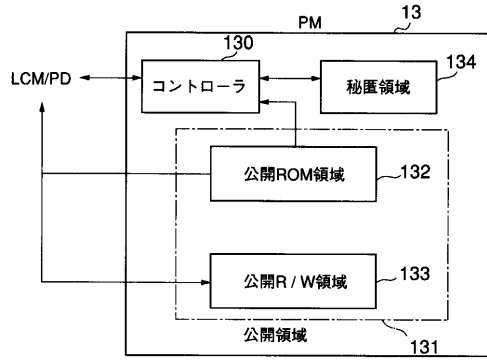 PM
13
130
134
LCM/PD
コントローラ
秘匿領域
公開ROM領域
132
公開R / W領域
133
公開領域
131